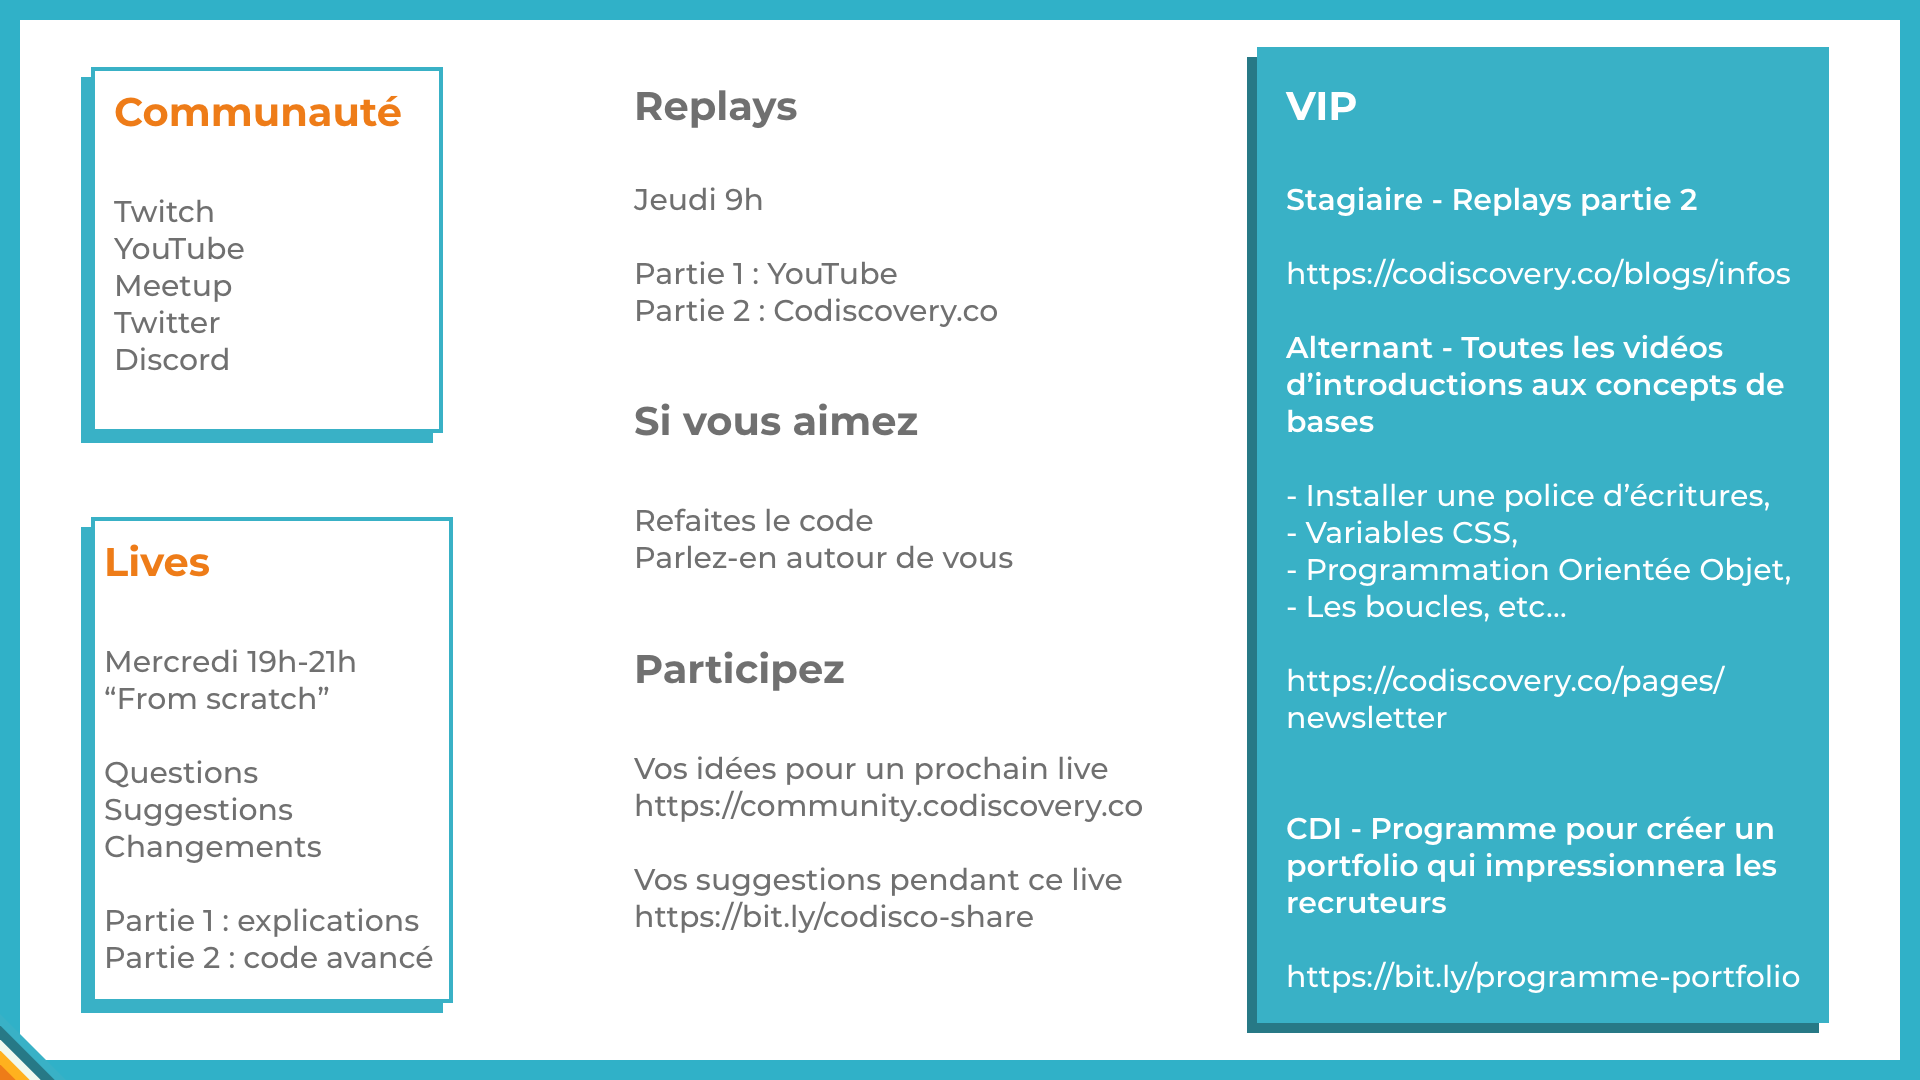 Communauté
Twitch
YouTube
Meetup
Twitter
Discord
Lives
Mercredi 19h-21h
“From scratch”
Questions
Suggestions
Changements
Partie 1 : explications
Partie 2 : code avancé
Replays
Jeudi 9h
Partie 1 : YouTube
Partie 2 : Codiscovery.co
Si vous aimez
Refaites le code
Parlez-en autour de vous
Participez
Vos idées pour un prochain live
https://community.codiscovery.co
Vos suggestions pendant ce live
https://bit.ly/codisco-share
VIP
Stagiaire - Replays partie 2
https://codiscovery.co/blogs/infos
Alternant - Toutes les vidéos
d’introductions aux concepts de
bases
- Installer une police d’écritures,
- Variables CSS,
- Programmation Orientée Objet,
- Les boucles, etc...
https://codiscovery.co/pages/
newsletter
CDI - Programme pour créer un
portfolio qui impressionnera les
recruteurs
https://bit.ly/programme-portfolio